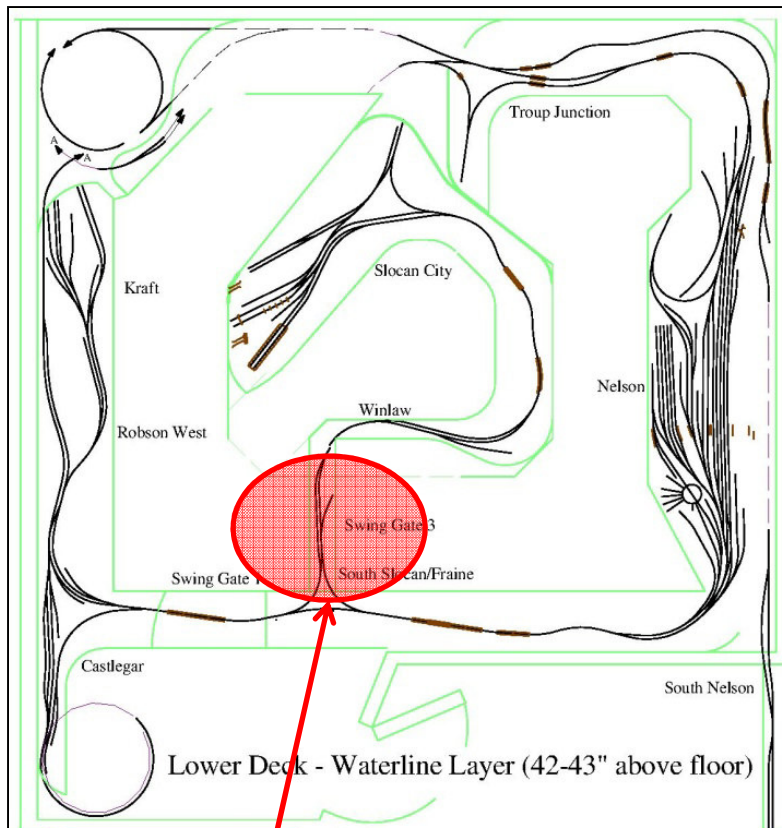 Troup Junction
A
A
Slocan City
Kraft
Nelson
Winlaw
Robson West
Swing Gate 3
Swing Gate
South Slocan/Fraine
Castlegar
South Nelson
Lower Deck - Waterline Layer (42-43" above floor)